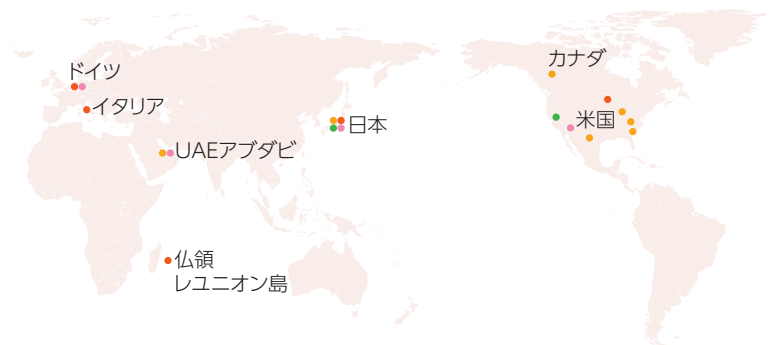 ドイツ
イタリア
UAEアブダビ
日本
仏領
レユニオン島
カナダ
米国